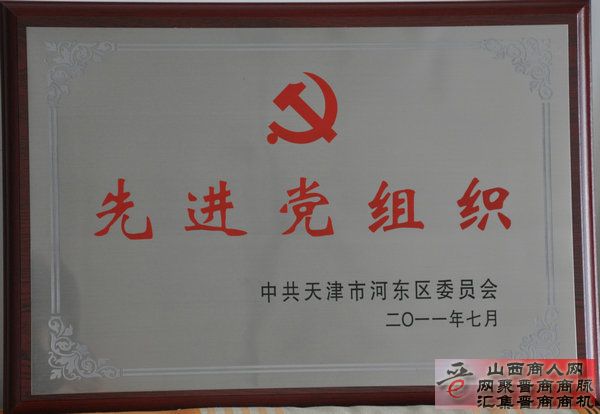 先进党组织
中共天津市河东区委员会
二〇一一年七月
晋
山西商人网
网聚晋商商脉
汇集晋商商机